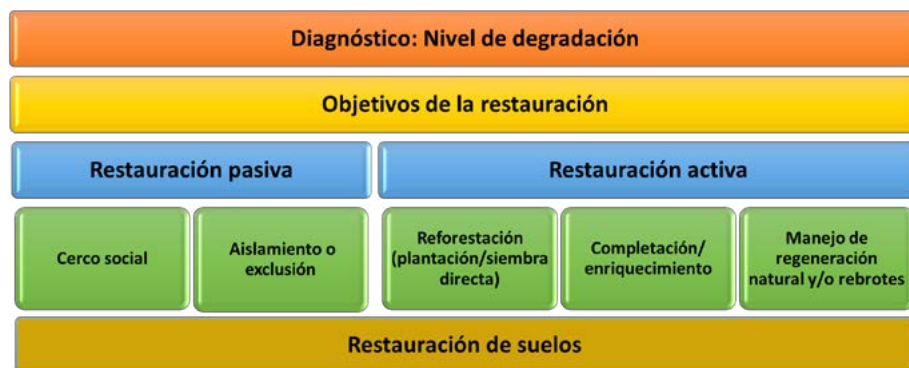 Diagnóstico: Nivel de degradación
Objetivos de la restauración
Restauración pasiva
Restauración activa
Cerco social
Aislamiento o
exclusión
Reforestación
(plantación/siembra
directa)
Completación/
enriquecimiento
Manejo de
regeneración
natural y/o rebrotes
Restauración de suelos